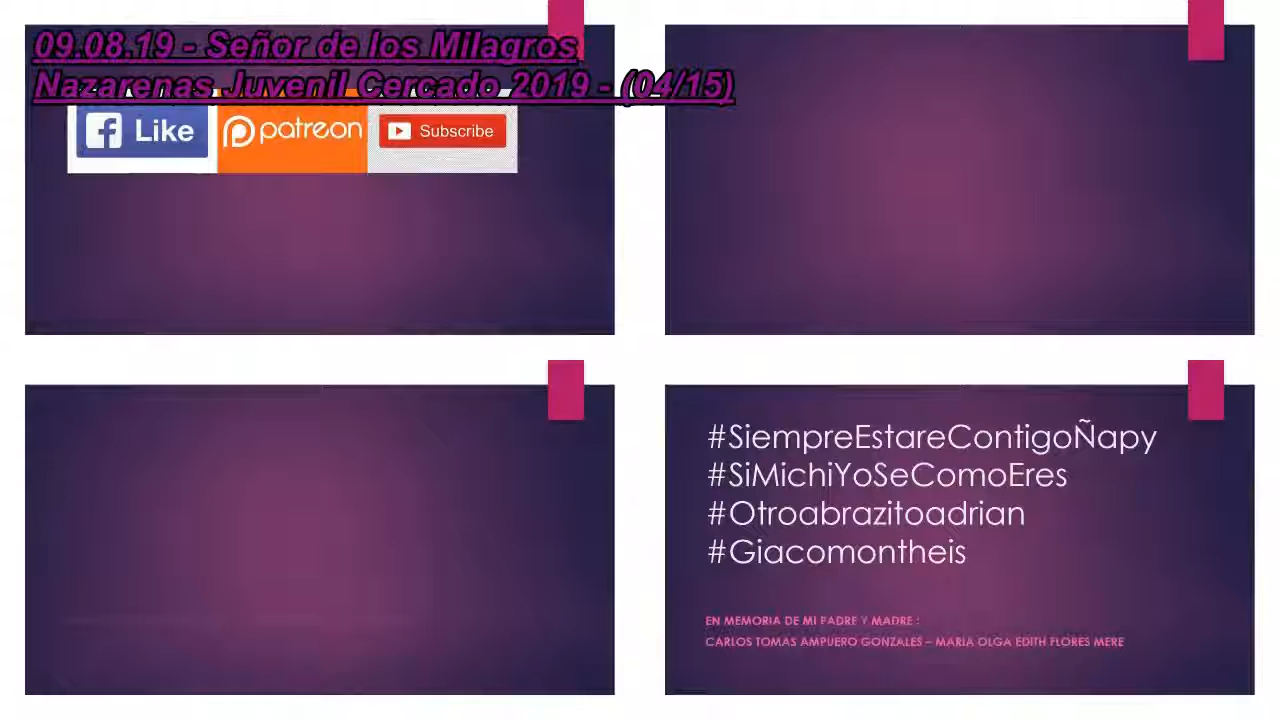 09.08.19 - Señor de los Milagros
Nazarenas Juvenil Cercado 2019 - (04/15)
Like
patreon
Subscribe
#SiempreEstareContigoÑapy
#SiMichiYoSeComoEres
#Otroabrazitoadrian
#Giacomontheis
EN MEMORIA DE MI PADRE Y MADRE :
CARLOS TOMAS AMPUERO GONZALES – MARIA OLGA EDITH FLORES MERE